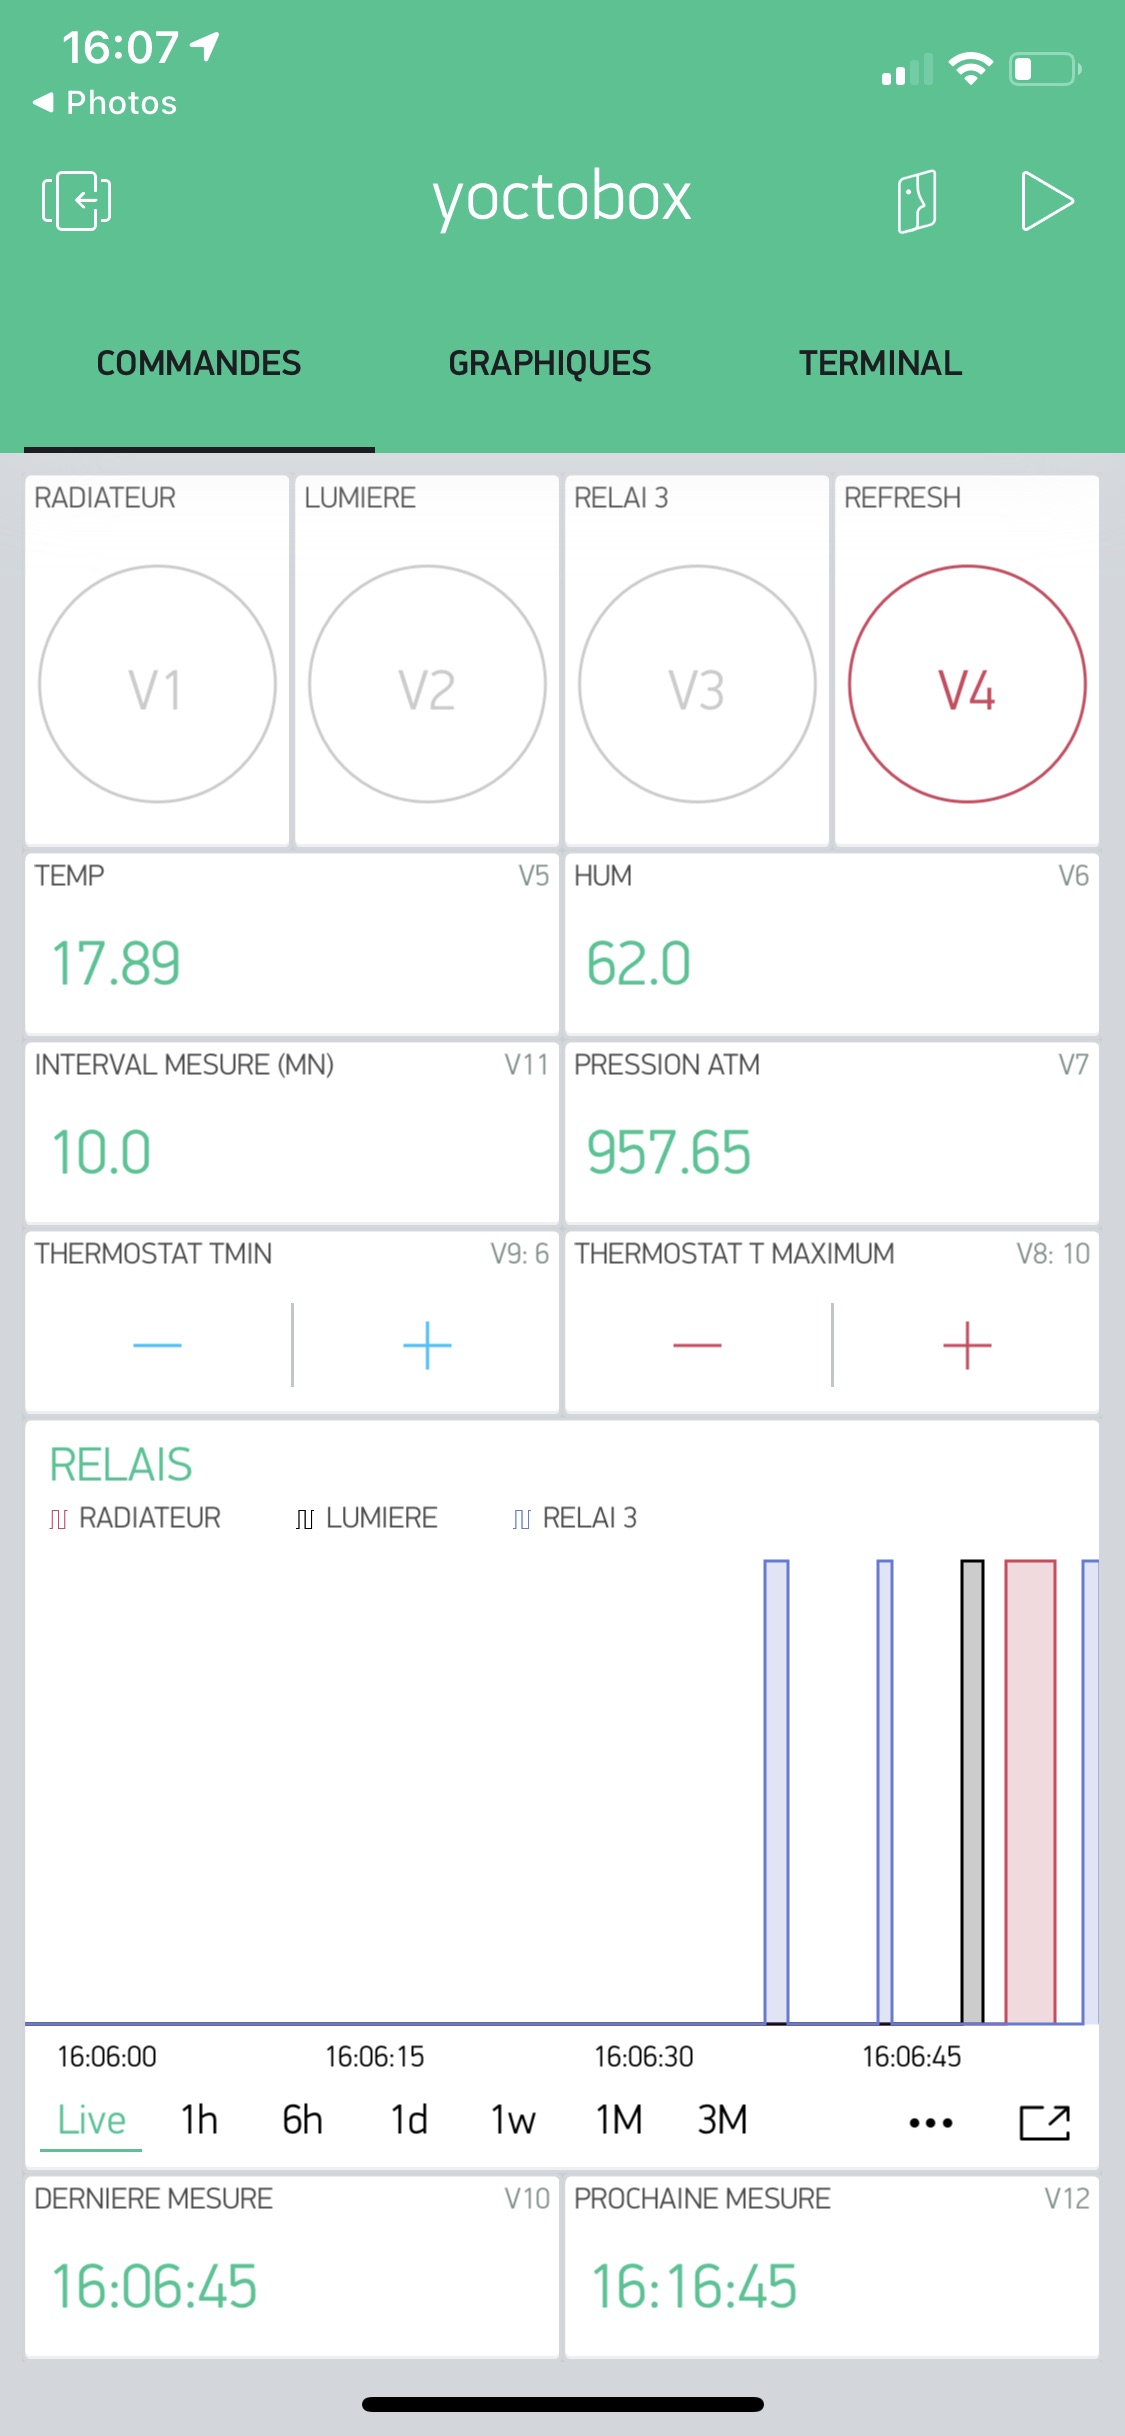 16:07
Photos
yoctobox
COMMANDES GRAPHIQUES TERMINAL
RADIATEUR LUMIERE RELAI 3 REFRESH
V1 V2 V3 V4
TEMP V5 HUM V6
17.89 62.0
INTERVAL MESURE (MN) V11 PRESSION ATM V7
10.0 957.65
THERMOSTAT TMIN V9: 6 THERMOSTAT T MAXIMUM V8: 10
RELAIS
RADIATEUR LUMIERE RELAI 3
16:06:00 16:06:15 16:06:30 16:06:45
Live 1h 6h 1d 1w 1M 3M
DERNIERE MESURE V10 PROCHAINE MESURE V12
16:06:45 16:16:45